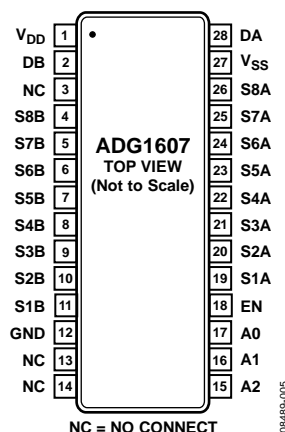 VDD 1 28 DA
DB 2 27 VSS
NC 3 26 S8A
S8B 4 25 S7A
S7B 5 24 S6A
S6B 6 23 S5A
S5B 7 22 S4A
S4B 8 21 S3A
S3B 9 20 S2A
S2B 10 19 S1A
S1B 11 18 EN
GND 12 17 A0
NC 13 16 A1
NC 14 15 A2
ADG1607
TOP VIEW
(Not to Scale)
NC = NO CONNECT
08489-005